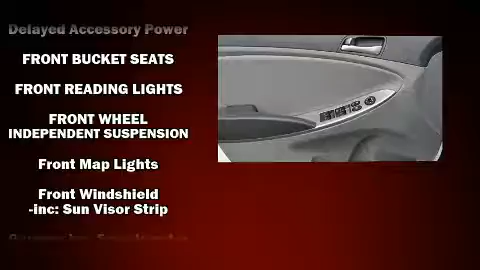 Delayed Accessory Power
FRONT BUCKET SEATS
FRONT READING LIGHTS
FRONT WHEEL
INDEPENDENT SUSPENSION
Front Map Lights
Front Windshield
-inc: Sun Visor Strip